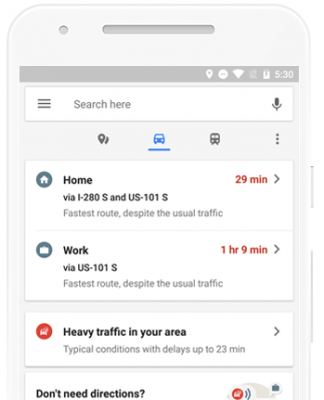 5:30
Search here
Home 29 min
via I-280 S and US-101 S
Fastest route, despite the usual traffic
Work 1 hr 9 min
via US-101 S
Fastest route, despite the usual traffic
Heavy traffic in your area
Typical conditions with delays up to 23 min
Don't need directions?